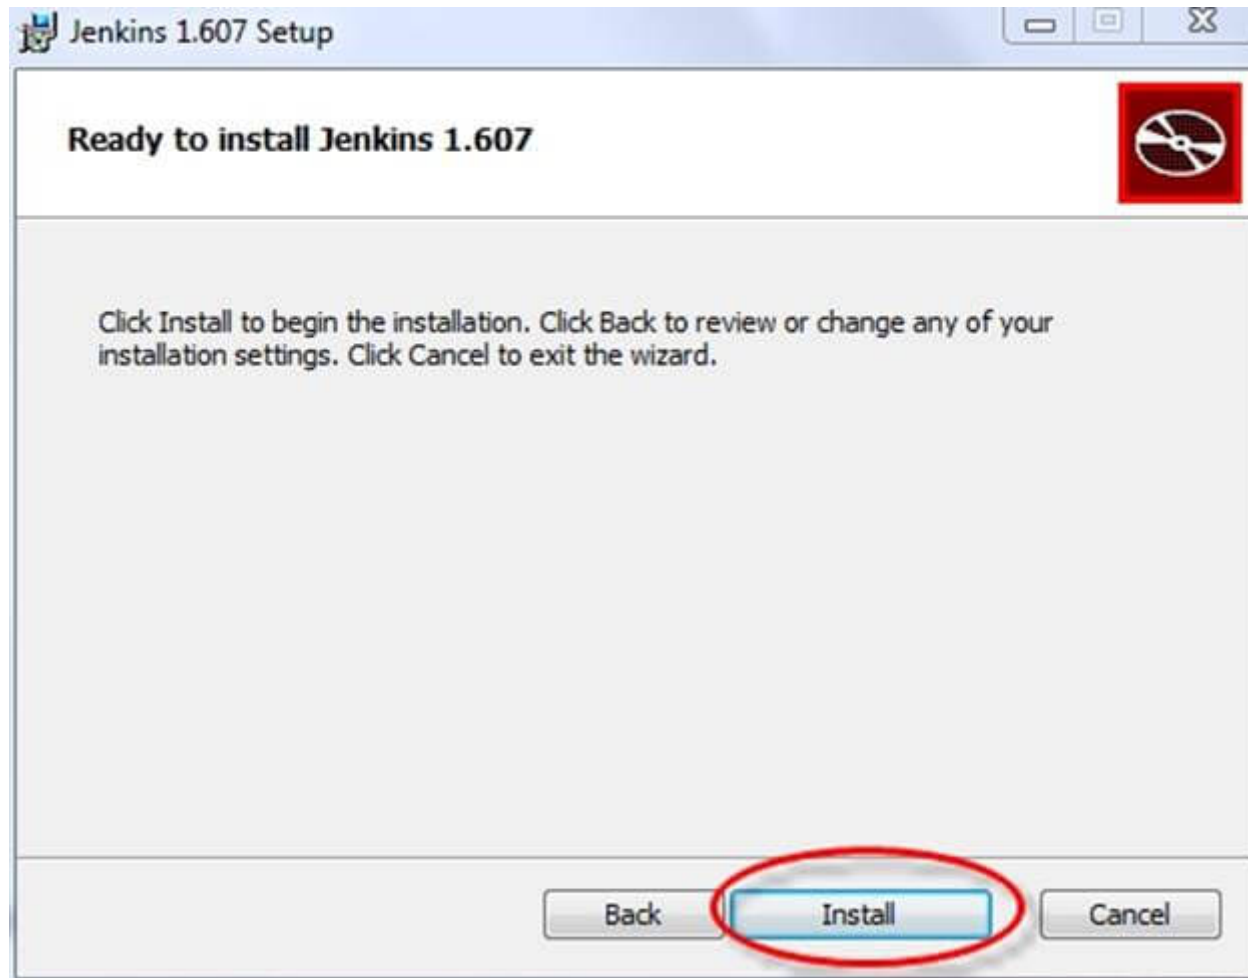 Jenkins 1.607 Setup
Ready to install Jenkins 1.607
Click Install to begin the installation. Click Back to review or change any of your
installation settings. Click Cancel to exit the wizard.
Back Install Cancel